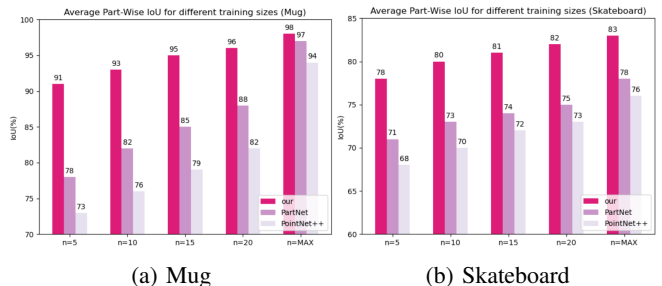 Average Part-Wise IoU for different training sizes (Mug)
IoU(%)
100
95
90
85
80
75
70
91 78 73
93 82 76
95 85 79
96 88 82
98 97 94
n=5 n=10 n=15 n=20 n=MAX
our
PartNet
PointNet++
(a) Mug
Average Part-Wise IoU for different training sizes (Skateboard)
IoU(%)
85
80
75
70
65
60
78 71 68
80 73 70
81 74 72
82 75 73
83 78 76
n=5 n=10 n=15 n=20 n=MAX
our
PartNet
PointNet++
(b) Skateboard